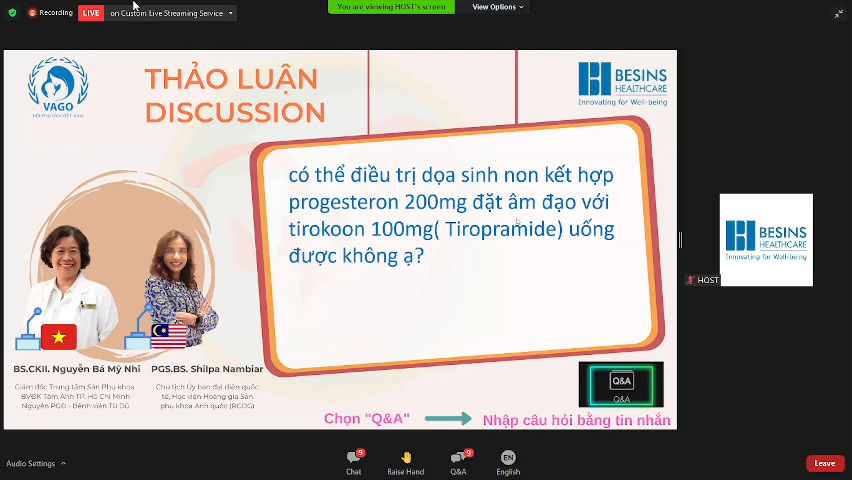 Recording
LIVE
on Custom Live Streaming Service
You are viewing HOST's screen
View Options
VAGO
HỘI PHỤ SẢN VIỆT NAM
THẢO LUẬN
DISCUSSION
BESINS
HEALTHCARE
Innovating for Well-being
có thể điều trị dọa sinh non kết hợp
progesteron 200mg đặt âm đạo với
tirokoon 100mg( Tiropramide) uống
được không ạ?
BS.CKII. Nguyễn Bá Mỹ Nhi
Giám đốc Trung tâm Sản Phụ khoa
BVĐK Tâm Anh TP. Hồ Chí Minh
Nguyên PGĐ - Bệnh viện Từ Dũ
PGS.BS. Shilpa Nambiar
Chủ tịch Ủy ban đại diện quốc
tế, Học viện Hoàng gia Sản
phụ khoa Anh quốc (RCOG)
Q&A
Q&A
Chọn "Q&A"
Nhập câu hỏi bằng tin nhắn
BESINS
HEALTHCARE
Innovating for Well-being
HOST
Audio Settings
9
Chat
Raise Hand
9
Q&A
EN
English
Leave